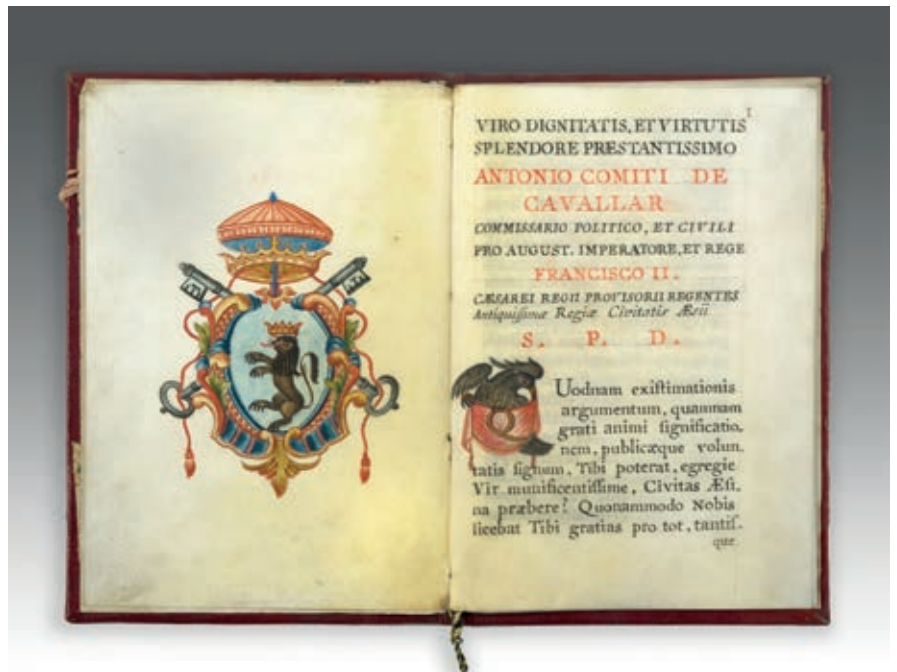 1
VIRO DIGNITATIS, ET VIRTUTIS
SPLENDORE PRESTANTISSIMO
ANTONIO COMITI DE
CAVALLAR
COMMISSARIO POLITICO, ET CIVILI
PRO AUGUST. IMPERATORE, ET REGE
FRANCISCO II.
CÆSAREI REGII PROVISORII REGENTES
Antiquiſſimæ Regiæ Civitatis Æsii
S. P. D.
QUodnam exiſtimationis
argumentum, quamnam
grati animi ſignificatio.
nem, publicæque volun
tatis ſignum, Tibi poterat, egregie
Vir munificentiſſime, Civitas Æſi.
na præbere? Quonammodo Nobis
licebat Tibi gratias pro tot, tantiſ.
que